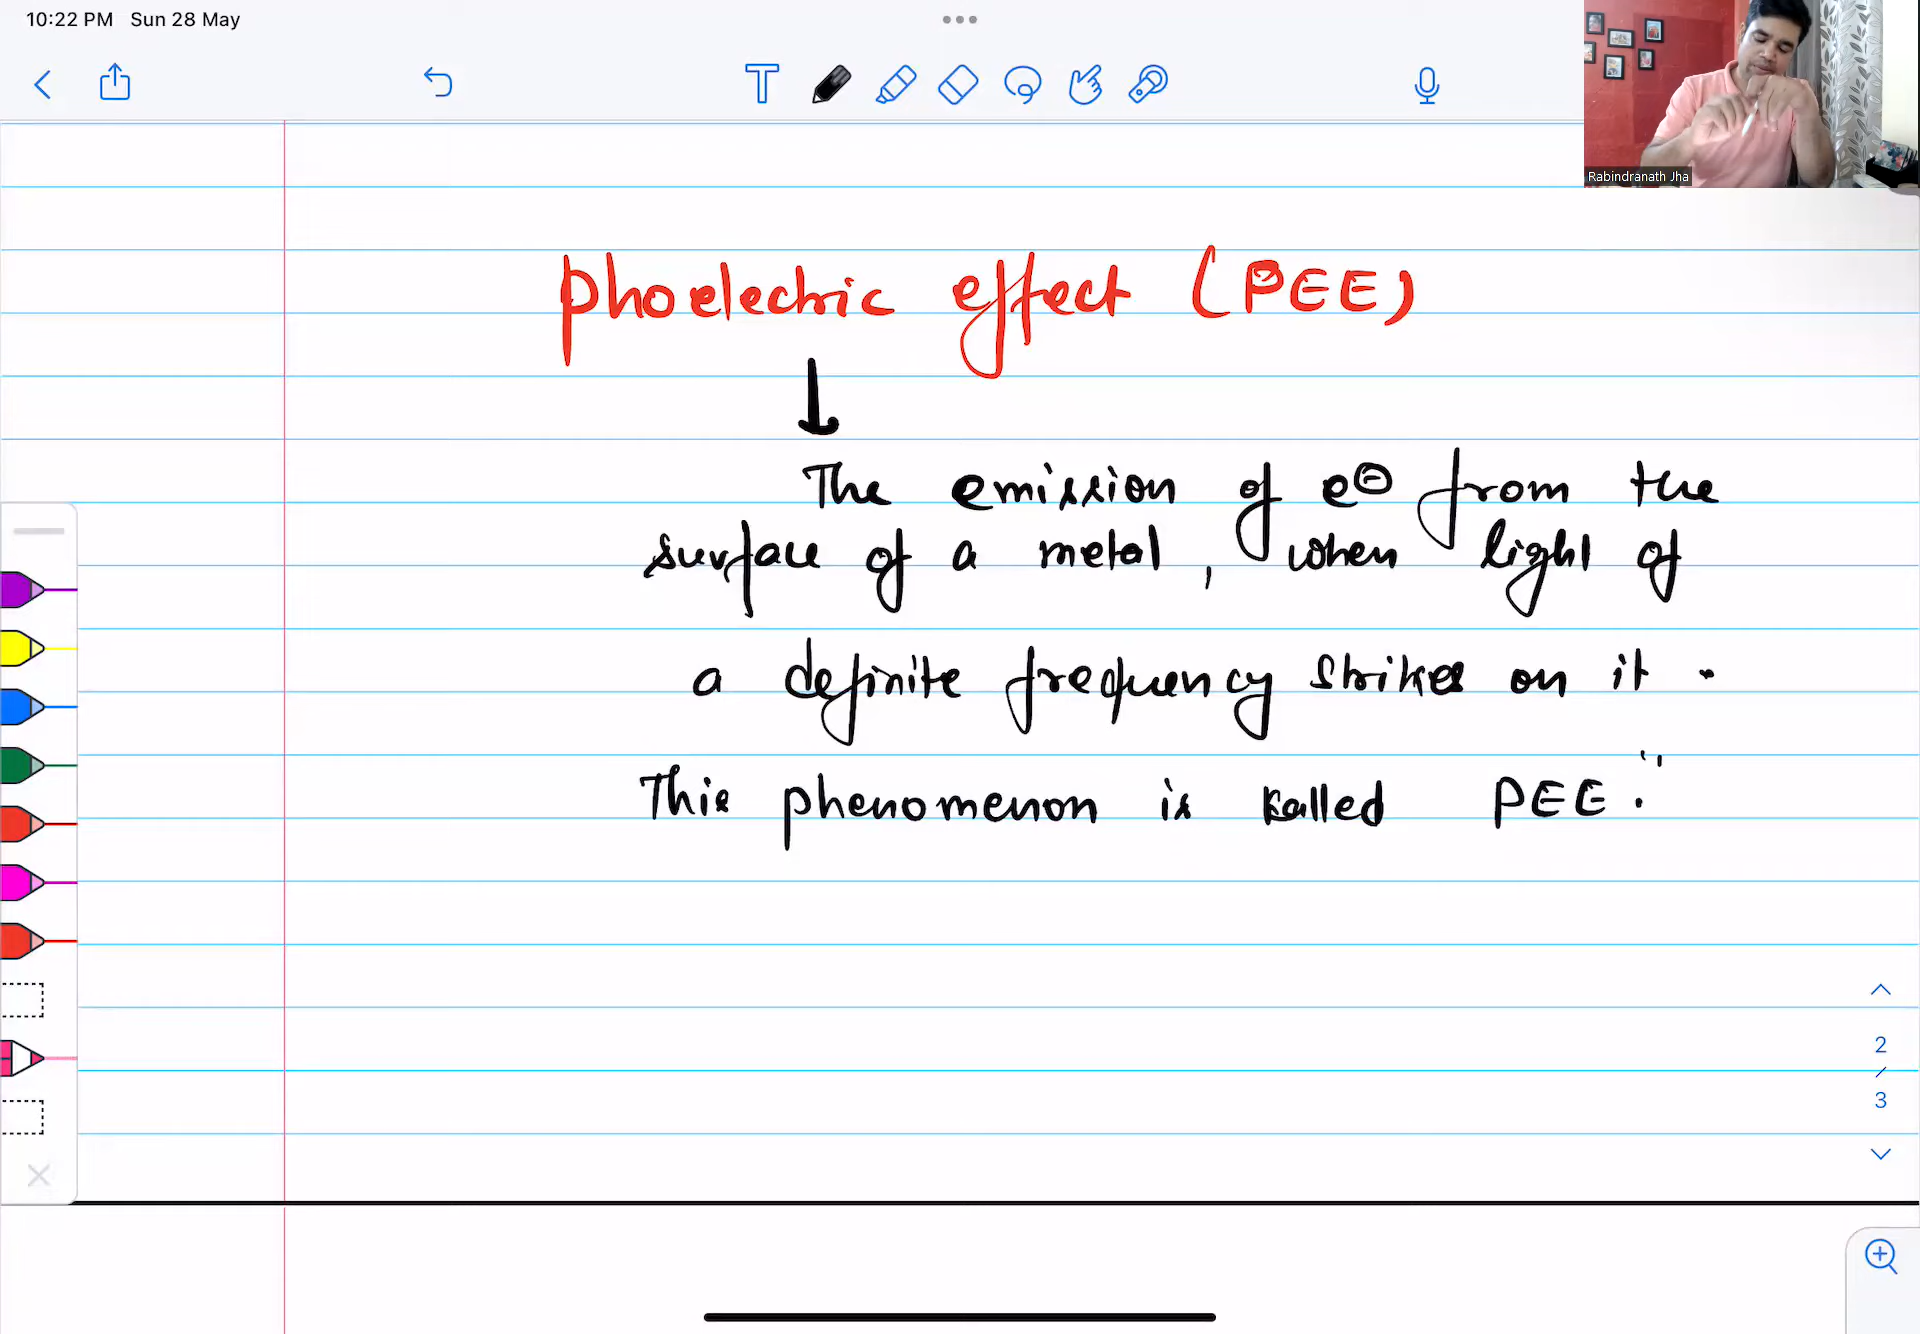 10:22 PM Sun 28 May
Rabindranath Jha
phoelectric effect (PEE)
The emission of e⊖ from the
surface of a metal, when light of
a definite frequency strikes on it .
This phenomenon is kalled PEE."
2
/
3